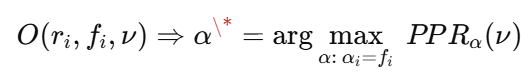 O(r_i, f_i, ν) ⇒ α^{\*} = arg max_{α: α_i=f_i} PPR_α(ν)